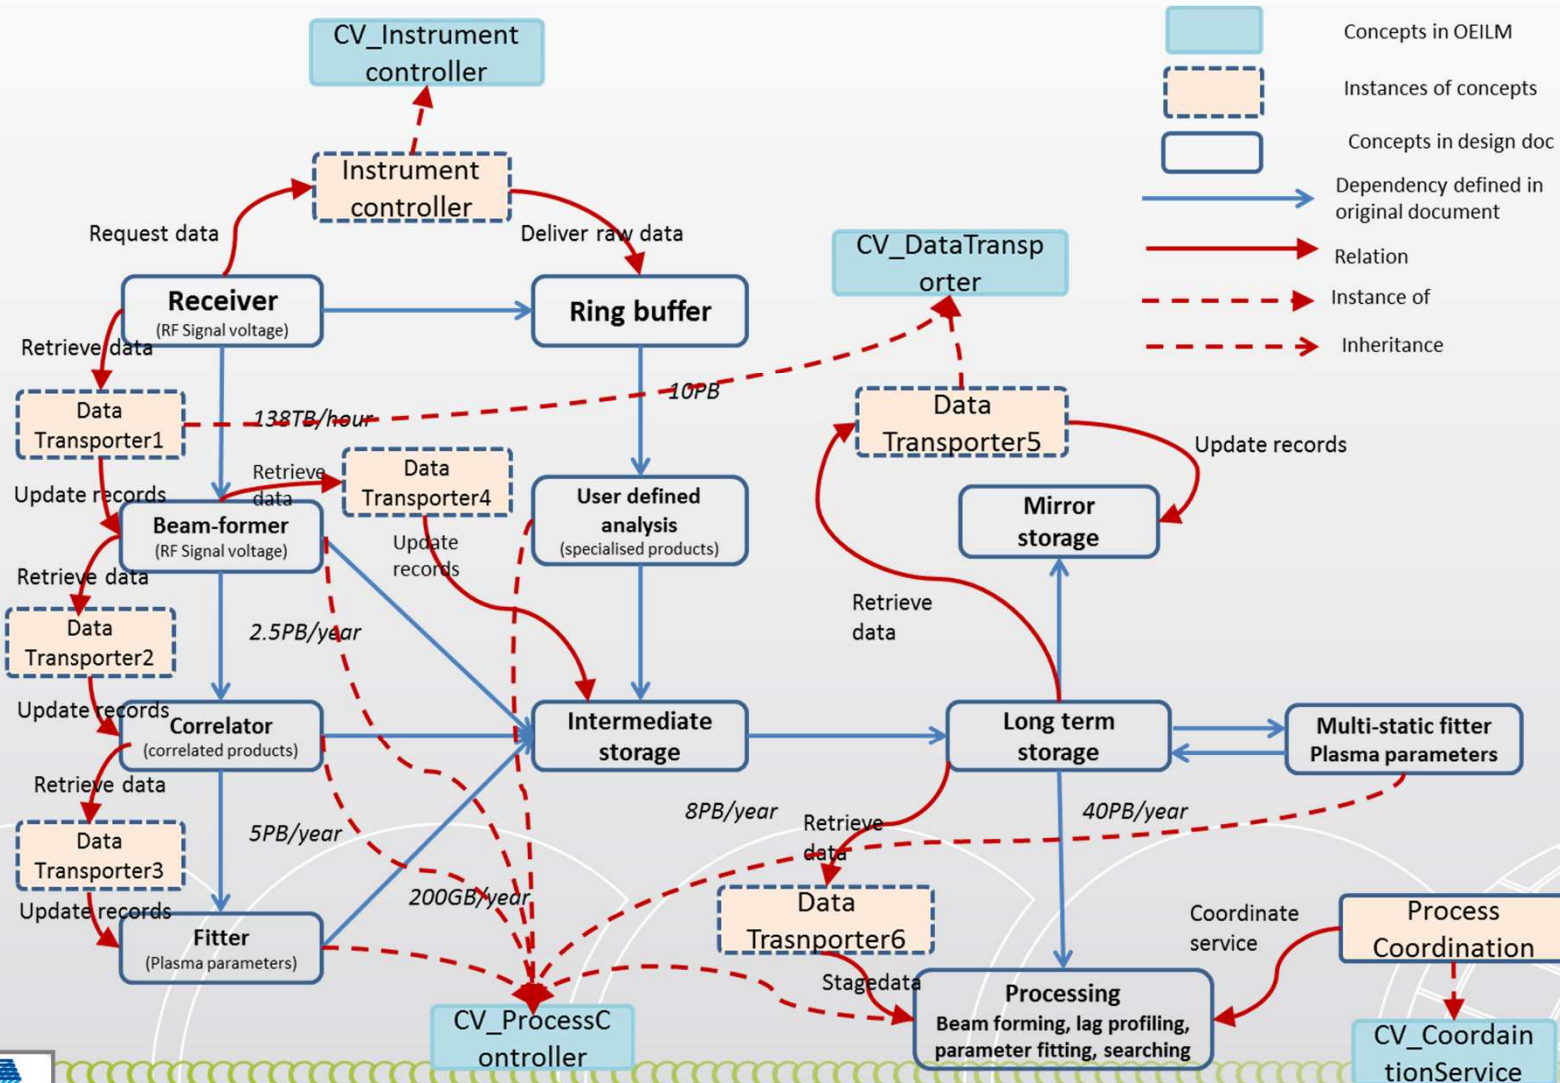 CV_Instrument
controller
Concepts in OEILM
Instances of concepts
Concepts in design doc
Dependency defined in
original document
Relation
Instance of
Inheritance
Instrument
controller
Request data
Deliver raw data
CV_DataTransp
orter
Receiver
(RF Signal voltage)
Ring buffer
Retrieve data
Data
Transporter1
138TB/hour
10PB
Data
Transporter5
Update records
Update records
Retrieve
data
Data
Transporter4
User defined
analysis
(specialised products)
Mirror
storage
Beam-former
(RF Signal voltage)
Update
records
Retrieve data
Retrieve
data
Data
Transporter2
2.5PB/year
Update records
Correlator
(correlated products)
Intermediate
storage
Long term
storage
Multi-static fitter
Plasma parameters
Retrieve data
8PB/year
40PB/year
Retrieve
data
Data
Transporter3
5PB/year
200GB/year
Update records
Data
Trasnporter6
Coordinate
service
Process
Coordination
Fitter
(Plasma parameters)
Stagedata
Processing
Beam forming, lag profiling,
parameter fitting, searching
CV_ProcessC
ontroller
CV_Coordain
tionService